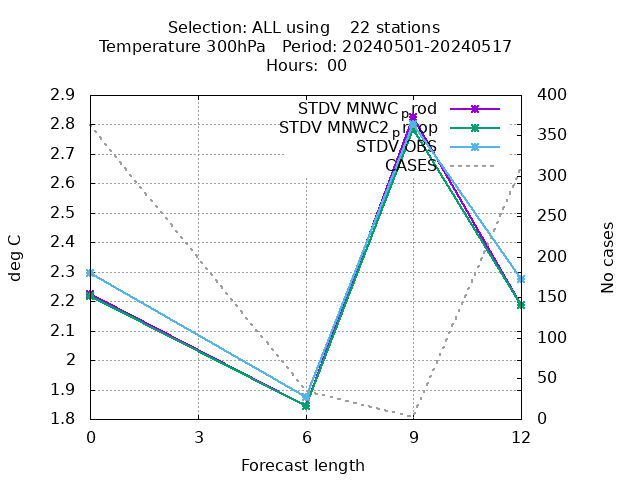 Selection: ALL using 22 stations
Temperature 300hPa Period: 20240501-20240517
Hours: 00
2.9
2.8
2.7
2.6
2.5
2.4
2.3
2.2
2.1
2
1.9
1.8
400
350
300
250
200
150
100
50
0
STDV MNWC_prod
STDV MNWC2_prop
STDV OBS
CASES
deg C
No cases
0 3 6 9 12
Forecast length